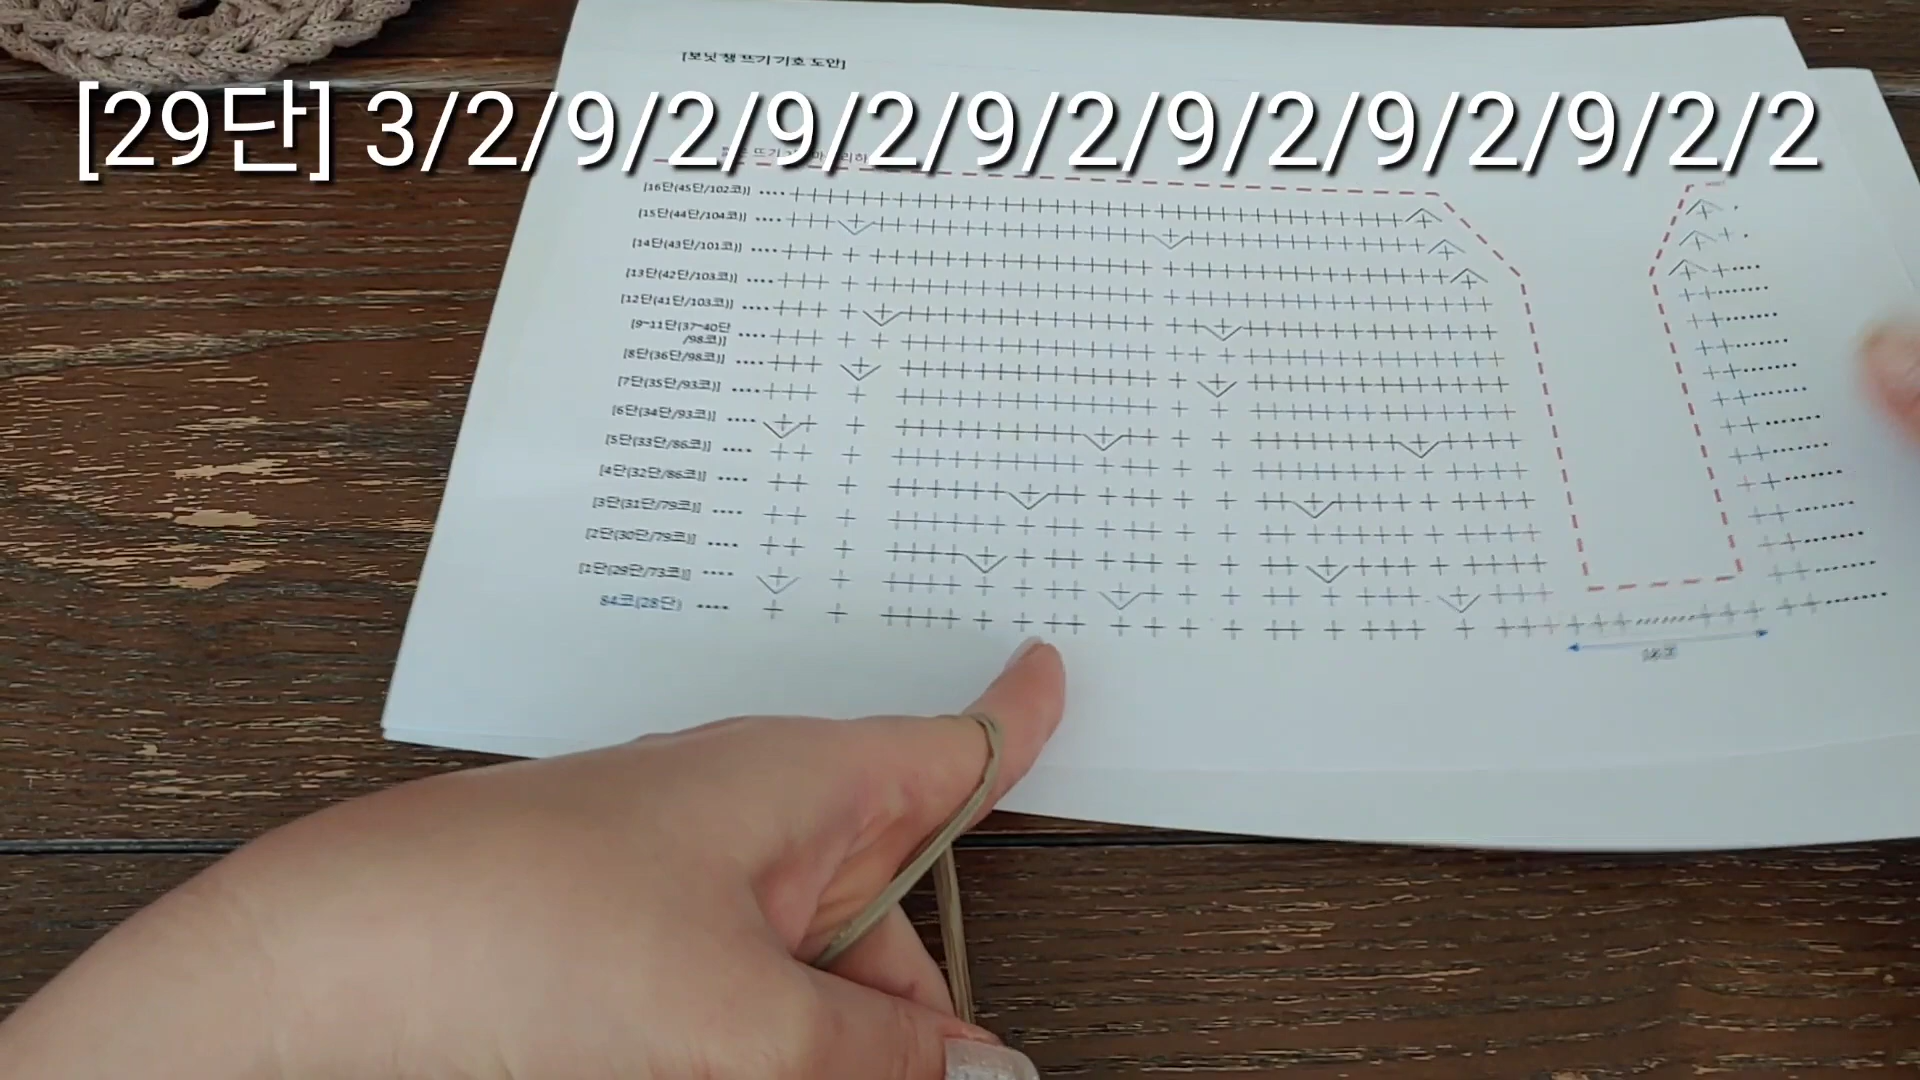 [보닛 챙 뜨기 기호 도안]
[29단] 3/2/9/2/9/2/9/2/9/2/9/2/9/2/2
[16단(45단/102코)]
[15단(44단/104코)]
[14단(43단/101코)]
[13단(42단/103코)]
[12단(41단/103코)]
[9~11단(37~40단
/98코)]
[8단(36단/98코)]
[7단(35단/93코)]
[6단(34단/93코)]
[5단(33단/86코)]
[4단(32단/86코)]
[3단(31단/79코)]
[2단(30단/79코)]
[1단(29단/73코)]
84코(28단)